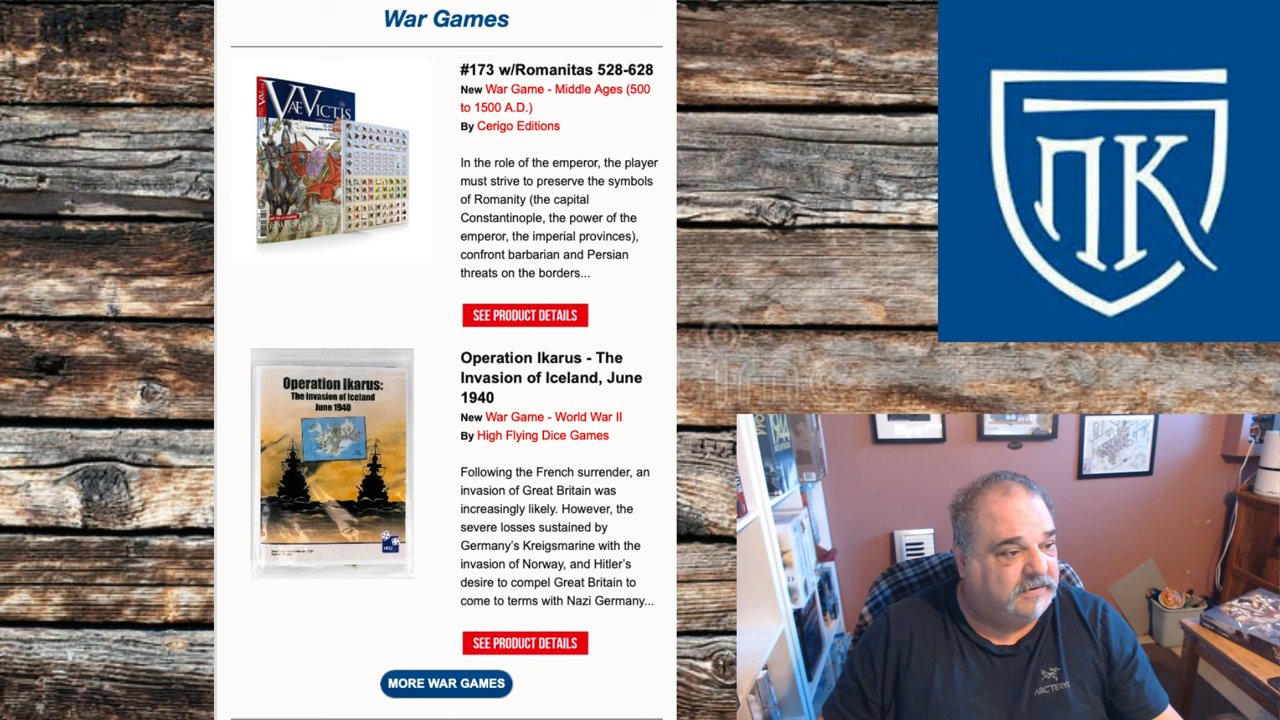 War Games
#173 w/Romanitas 528-628
New War Game - Middle Ages (500
to 1500 A.D.)
By Cerigo Editions
In the role of the emperor, the player
must strive to preserve the symbols
of Romanity (the capital
Constantinople, the power of the
emperor, the imperial provinces),
confront barbarian and Persian
threats on the borders...
SEE PRODUCT DETAILS
VAEVICTIS
Operation Ikarus - The
Invasion of Iceland, June
1940
New War Game - World War II
By High Flying Dice Games
Following the French surrender, an
invasion of Great Britain was
increasingly likely. However, the
severe losses sustained by
Germany's Kreigsmarine with the
invasion of Norway, and Hitler's
desire to compel Great Britain to
come to terms with Nazi Germany...
SEE PRODUCT DETAILS
Operation Ikarus:
The Invasion of Iceland
June 1940
HFD
MORE WAR GAMES
ПК
ARC'TERYX